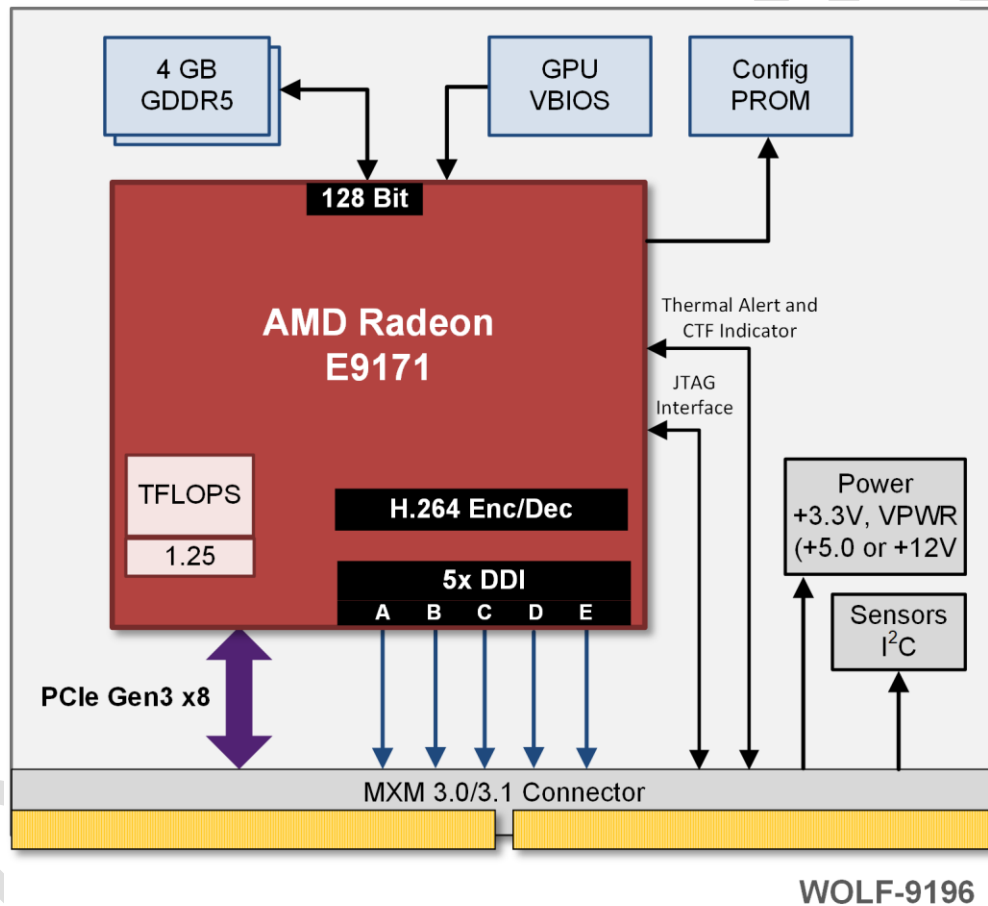 4 GB
GDDR5
GPU
VBIOS
Config
PROM
128 Bit
AMD Radeon
E9171
Thermal Alert and
CTF Indicator
JTAG
Interface
TFLOPS
1.25
H.264 Enc/Dec
5x DDI
A B C D E
Power
+3.3V, VPWR
(+5.0 or +12V
Sensors
I²C
PCIe Gen3 x8
MXM 3.0/3.1 Connector
WOLF-9196